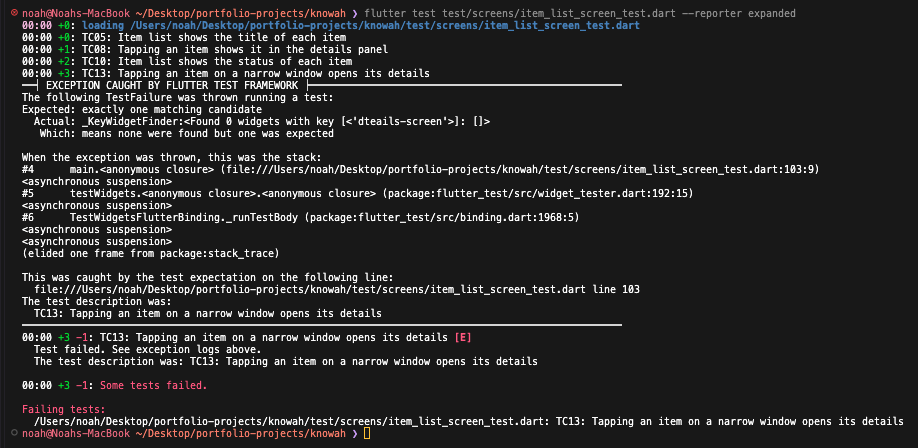 noah@Noahs-MacBook ~/Desktop/portfolio-projects/knowah ❯ flutter test test/screens/item_list_screen_test.dart --reporter expanded
00:00 +0: loading /Users/noah/Desktop/portfolio-projects/knowah/test/screens/item_list_screen_test.dart
00:00 +0: TC05: Item list shows the title of each item
00:00 +1: TC08: Tapping an item shows it in the details panel
00:00 +2: TC10: Item list shows the status of each item
00:00 +3: TC13: Tapping an item on a narrow window opens its details
══╡ EXCEPTION CAUGHT BY FLUTTER TEST FRAMEWORK ╞════════════════════════════════════════════════════
The following TestFailure was thrown running a test:
Expected: exactly one matching candidate
  Actual: _KeyWidgetFinder:<Found 0 widgets with key [<'dteails-screen'>]: []>
   Which: means none were found but one was expected

When the exception was thrown, this was the stack:
#4      main.<anonymous closure> (file:///Users/noah/Desktop/portfolio-projects/knowah/test/screens/item_list_screen_test.dart:103:9)
<asynchronous suspension>
#5      testWidgets.<anonymous closure>.<anonymous closure> (package:flutter_test/src/widget_tester.dart:192:15)
<asynchronous suspension>
#6      TestWidgetsFlutterBinding._runTestBody (package:flutter_test/src/binding.dart:1968:5)
<asynchronous suspension>
<asynchronous suspension>
(elided one frame from package:stack_trace)

This was caught by the test expectation on the following line:
  file:///Users/noah/Desktop/portfolio-projects/knowah/test/screens/item_list_screen_test.dart line 103
The test description was:
  TC13: Tapping an item on a narrow window opens its details
════════════════════════════════════════════════════════════════════════════════════════════════════
00:00 +3 -1: TC13: Tapping an item on a narrow window opens its details [E]
  Test failed. See exception logs above.
  The test description was: TC13: Tapping an item on a narrow window opens its details

00:00 +3 -1: Some tests failed.

Failing tests:
  /Users/noah/Desktop/portfolio-projects/knowah/test/screens/item_list_screen_test.dart: TC13: Tapping an item on a narrow window opens its details
noah@Noahs-MacBook ~/Desktop/portfolio-projects/knowah ❯